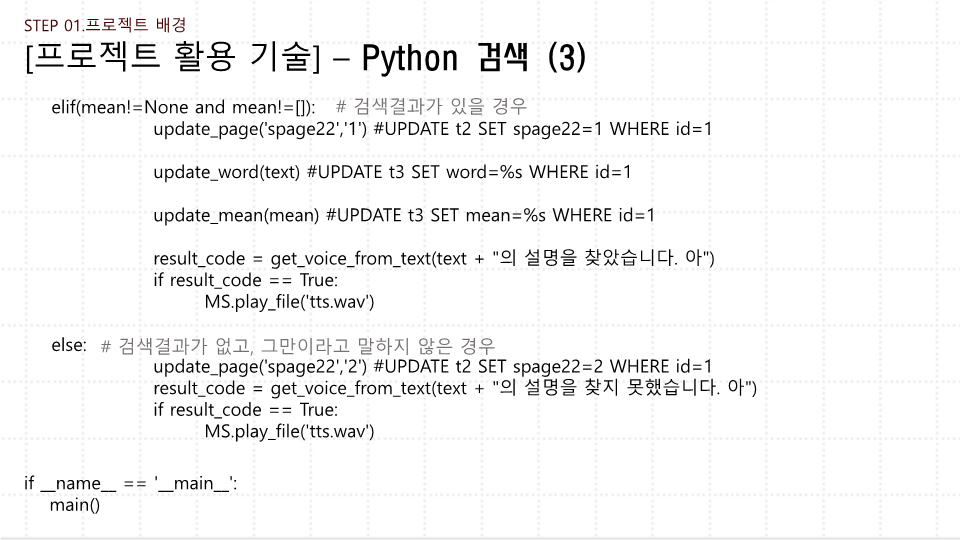 STEP 01.프로젝트 배경
[프로젝트 활용 기술] – Python 검색 (3)
elif(mean!=None and mean!=[]): # 검색결과가 있을 경우
update_page('spage22','1') #UPDATE t2 SET spage22=1 WHERE id=1
update_word(text) #UPDATE t3 SET word=%s WHERE id=1
update_mean(mean) #UPDATE t3 SET mean=%s WHERE id=1
result_code = get_voice_from_text(text + "의 설명을 찾았습니다. 아")
if result_code == True:
MS.play_file('tts.wav')
else: # 검색결과가 없고, 그만이라고 말하지 않은 경우
update_page('spage22','2') #UPDATE t2 SET spage22=2 WHERE id=1
result_code = get_voice_from_text(text + "의 설명을 찾지 못했습니다. 아")
if result_code == True:
MS.play_file('tts.wav')
if __name__ == '__main__':
main()